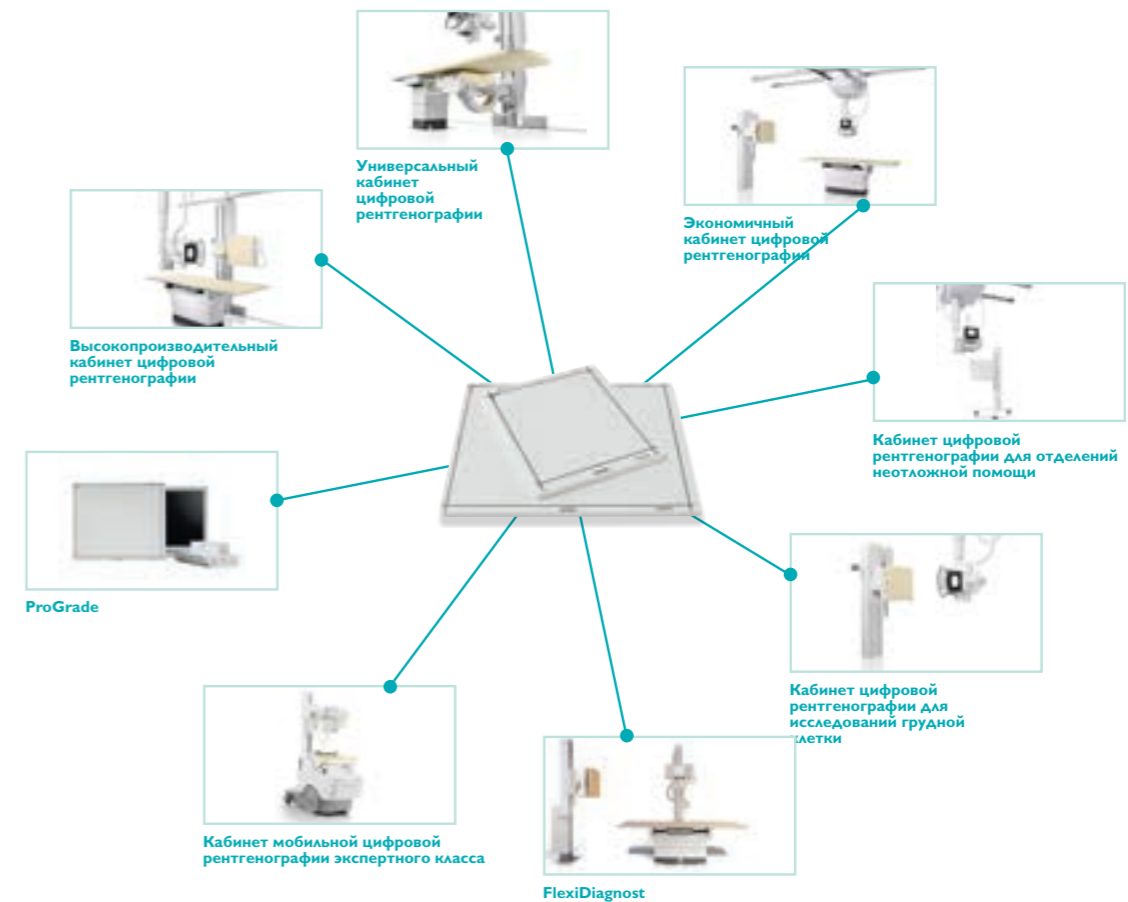 Универсальный
кабинет
цифровой
рентгенографии
Экономичный
кабинет цифровой
рентгенографии
Высокопроизводительный
кабинет цифровой
рентгенографии
Кабинет цифровой
рентгенографии для отделений
неотложной помощи
ProGrade
Кабинет цифровой
рентгенографии для
исследований грудной
клетки
Кабинет мобильной цифровой
рентгенографии экспертного класса
FlexiDiagnost